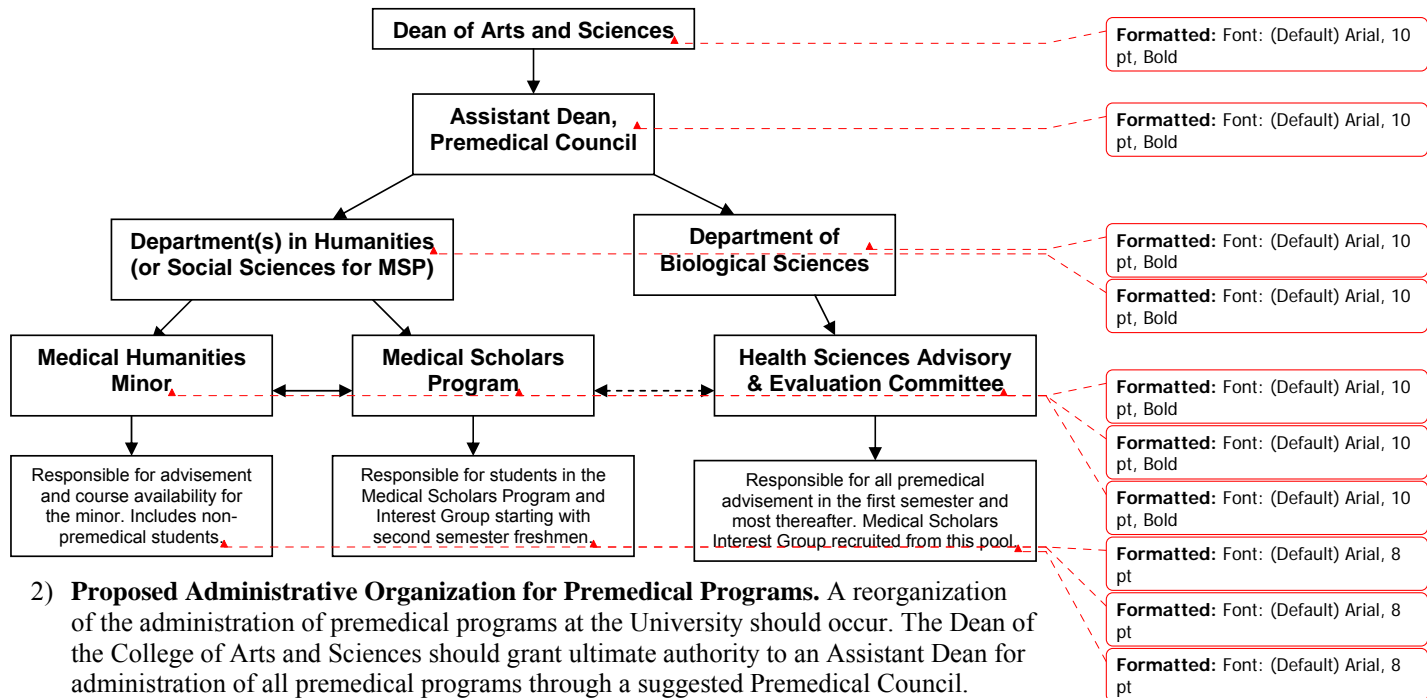 Dean of Arts and Sciences
Assistant Dean,
Premedical Council
Department(s) in Humanities
(or Social Sciences for MSP)
Department of
Biological Sciences
Medical Humanities
Minor
Medical Scholars
Program
Health Sciences Advisory
& Evaluation Committee
Responsible for advisement
and course availability for
the minor. Includes non-
premedical students.
Responsible for students in the
Medical Scholars Program and
Interest Group starting with
second semester freshmen.
Responsible for all premedical
advisement in the first semester and
most thereafter. Medical Scholars
Interest Group recruited from this pool.
2) Proposed Administrative Organization for Premedical Programs. A reorganization
of the administration of premedical programs at the University should occur. The Dean of
the College of Arts and Sciences should grant ultimate authority to an Assistant Dean for
administration of all premedical programs through a suggested Premedical Council.
Formatted: Font: (Default) Arial, 10
pt, Bold
Formatted: Font: (Default) Arial, 10
pt, Bold
Formatted: Font: (Default) Arial, 10
pt, Bold
Formatted: Font: (Default) Arial, 10
pt, Bold
Formatted: Font: (Default) Arial, 10
pt, Bold
Formatted: Font: (Default) Arial, 10
pt, Bold
Formatted: Font: (Default) Arial, 10
pt, Bold
Formatted: Font: (Default) Arial, 8
pt
Formatted: Font: (Default) Arial, 8
pt
Formatted: Font: (Default) Arial, 8
pt